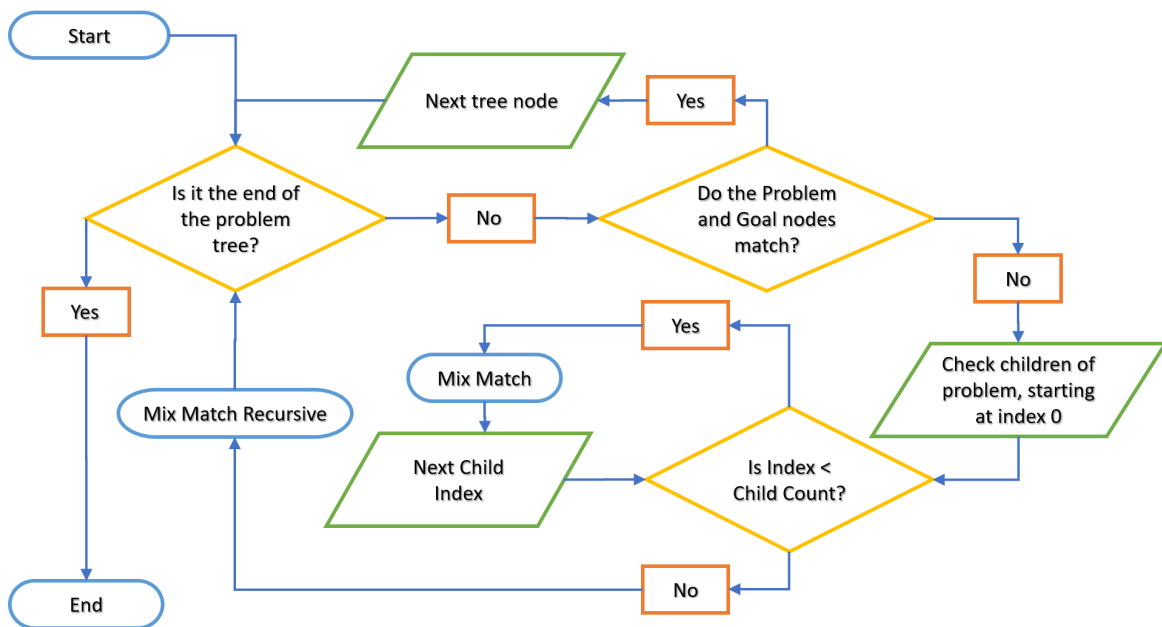 Start
Next tree node
Yes
Is it the end of
the problem
tree?
No
Do the Problem
and Goal nodes
match?
Yes
No
Yes
Mix Match
Check children of
problem, starting
at index 0
Mix Match Recursive
Next Child
Index
Is Index <
Child Count?
End
No